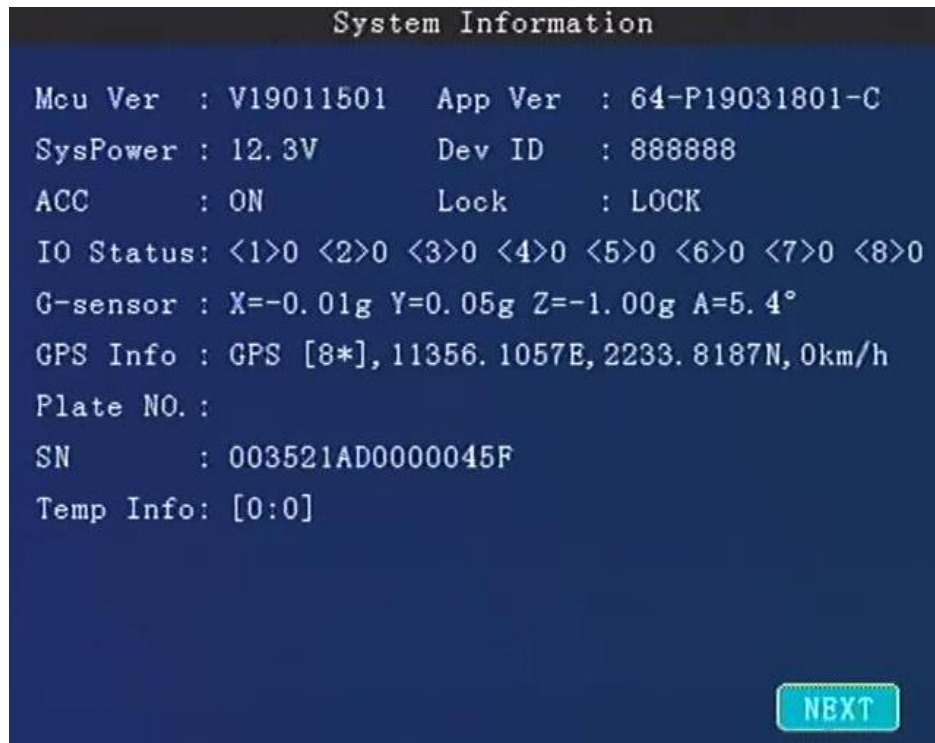 System Information
Mcu Ver : V19011501 App Ver : 64-P19031801-C
SysPower : 12.3V Dev ID : 888888
ACC : ON Lock : LOCK
IO Status: <1>0 <2>0 <3>0 <4>0 <5>0 <6>0 <7>0 <8>0
G-sensor : X=-0.01g Y=0.05g Z=-1.00g A=5.4°
GPS Info : GPS [8*],11356.1057E,2233.8187N,0km/h
Plate NO.:
SN : 003521AD0000045F
Temp Info: [0:0]
NEXT